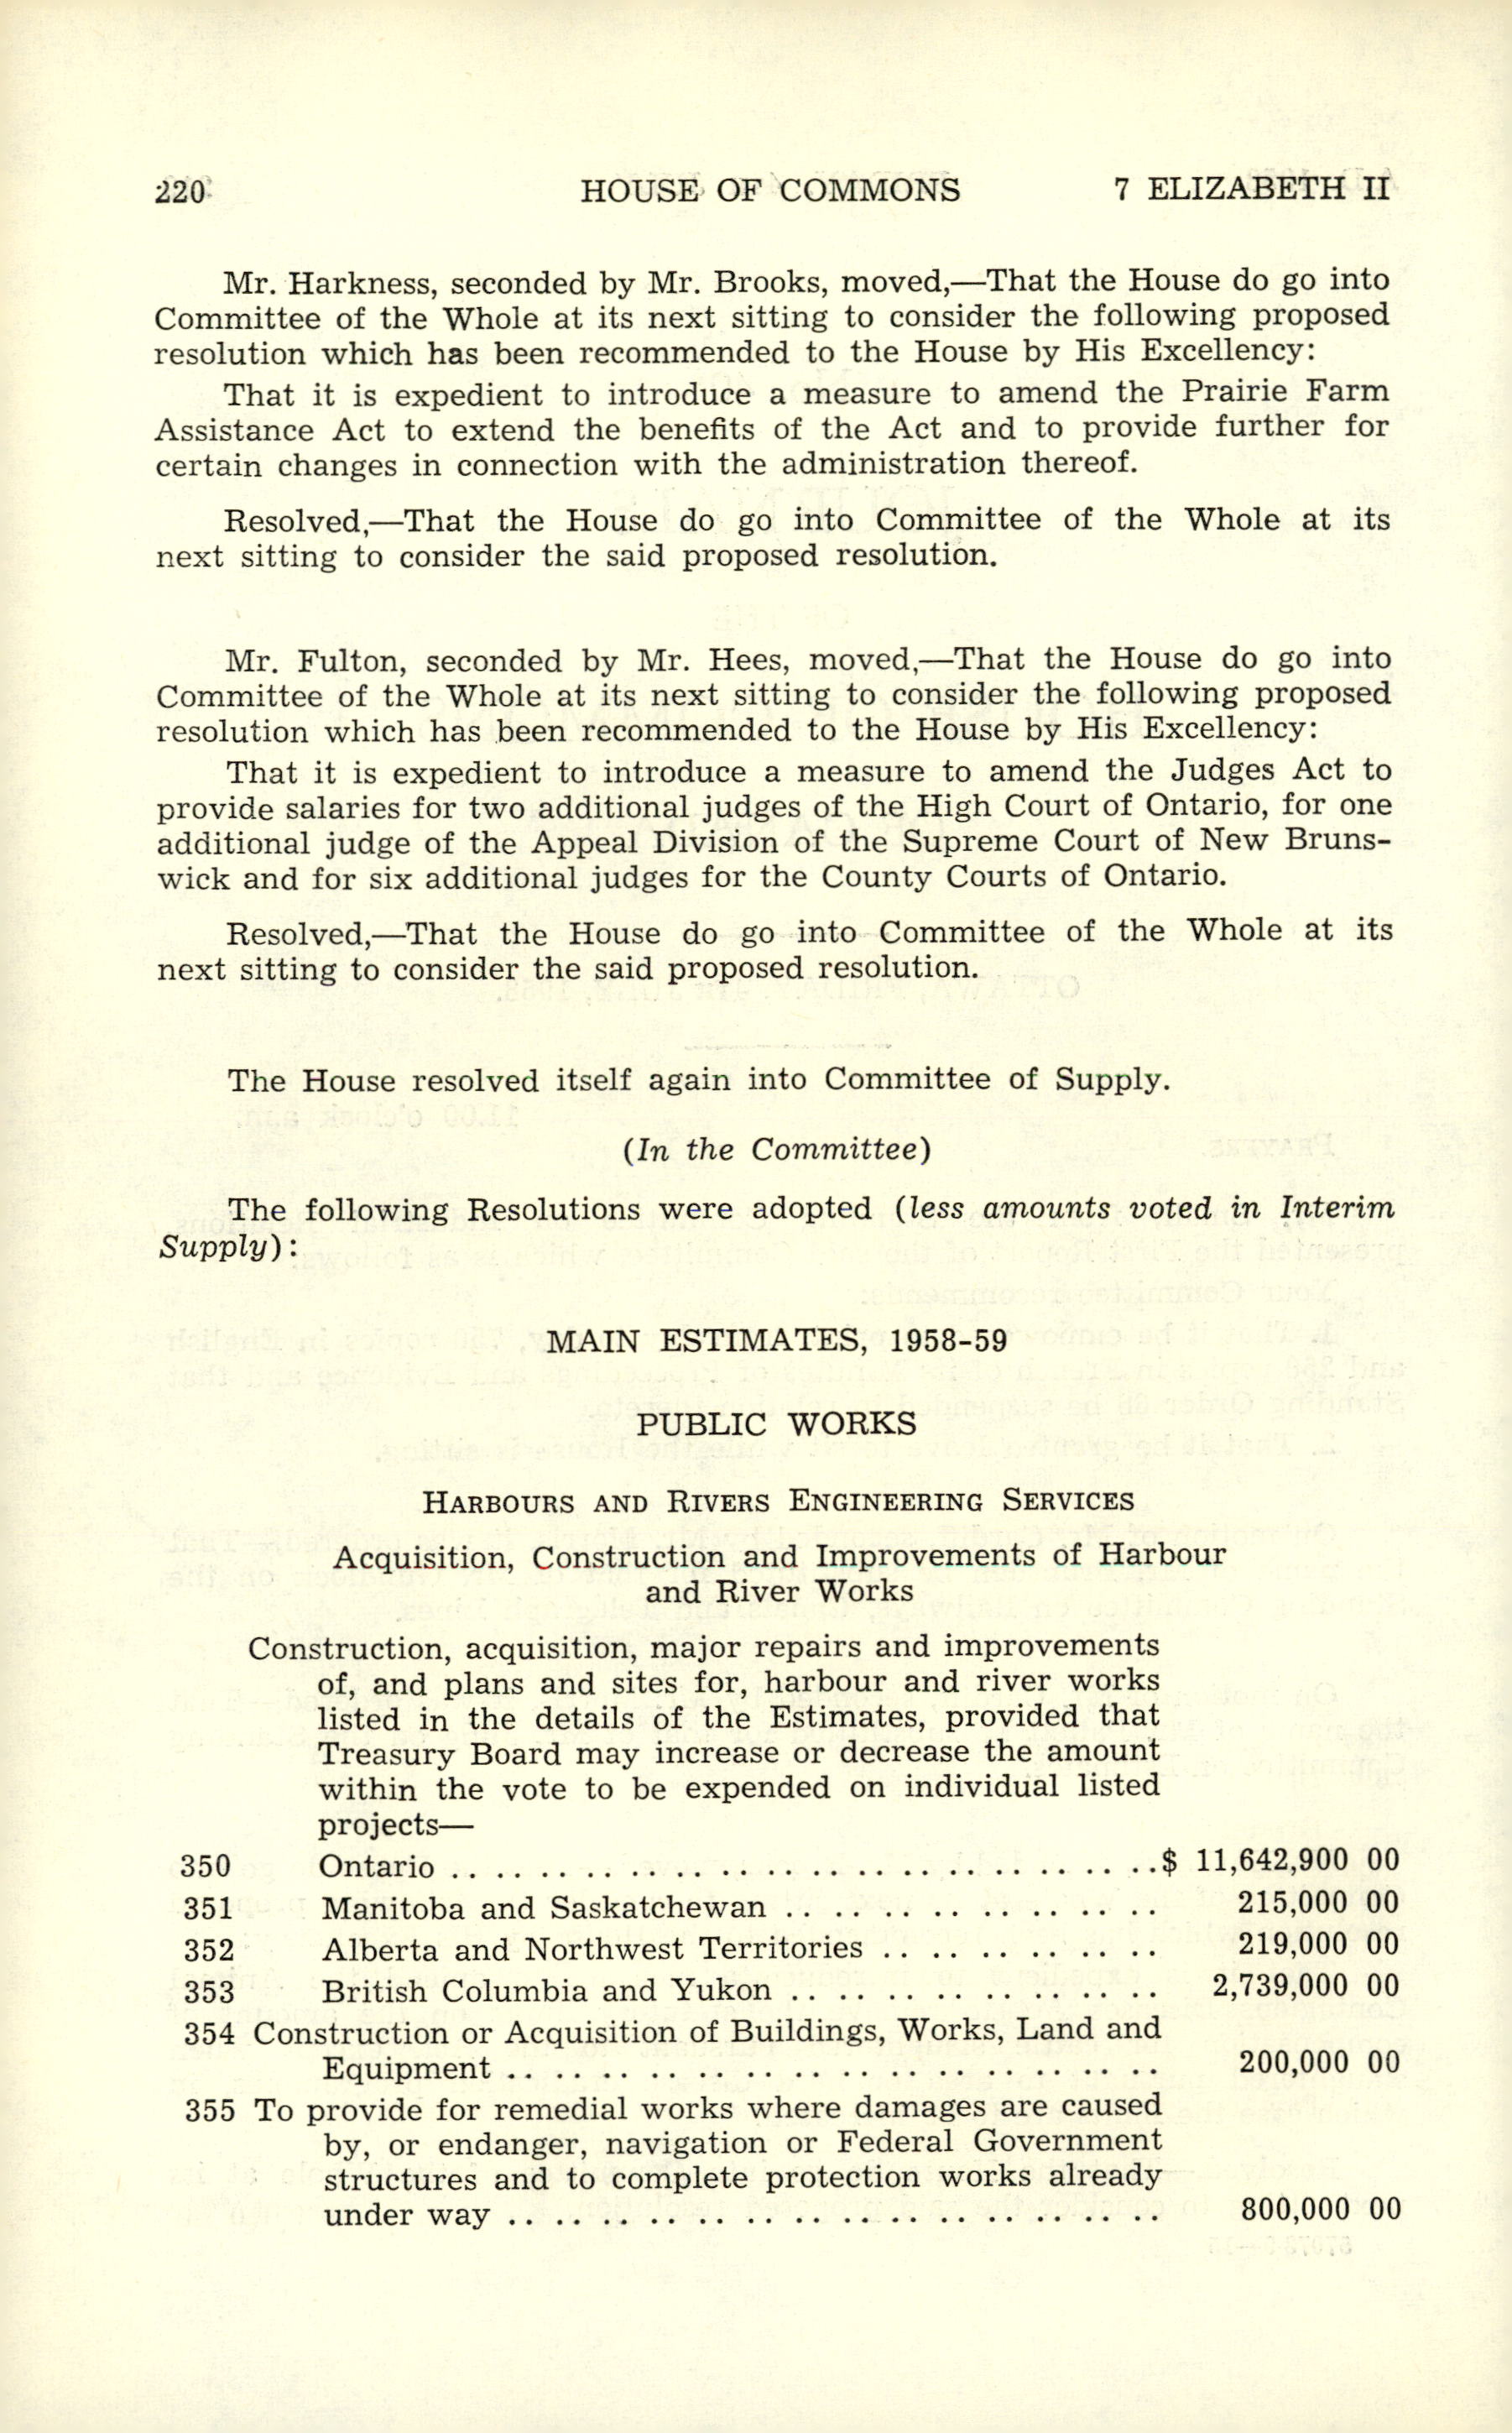 220 HOUSE OF COMMONS 7 ELIZABETH II
Mr. Harkness, seconded by Mr. Brooks, moved,—That the House do go into
Committee of the Whole at its next sitting to consider the following proposed
resolution which has been recommended to the House by His Excellency:
That it is expedient to introduce a measure to amend the Prairie Farm
Assistance Act to extend the benefits of the Act and to provide further for
certain changes in connection with the administration thereof.
Resolved,—That the House do go into Committee of the Whole at its
next sitting to consider the said proposed resolution.
Mr. Fulton, seconded by Mr. Hees, moved,—That the House do go into
Committee of the Whole at its next sitting to consider the following proposed
resolution which has been recommended to the House by His Excellency:
That it is expedient to introduce a measure to amend the Judges Act to
provide salaries for two additional judges of the High Court of Ontario, for one
additional judge of the Appeal Division of the Supreme Court of New Bruns-
wick and for six additional judges for the County Courts of Ontario.
Resolved,—That the House do go into Committee of the Whole at its
next sitting to consider the said proposed resolution.
The House resolved itself again into Committee of Supply.
(In the Committee)
The following Resolutions were adopted (less amounts voted in Interim
Supply):
MAIN ESTIMATES, 1958-59
PUBLIC WORKS
HARBOURS AND RIVERS ENGINEERING SERVICES
Acquisition, Construction and Improvements of Harbour
and River Works
Construction, acquisition, major repairs and improvements
of, and plans and sites for, harbour and river works
listed in the details of the Estimates, provided that
Treasury Board may increase or decrease the amount
within the vote to be expended on individual listed
projects—
350 Ontario ................................$ 11,642,900 00
351 Manitoba and Saskatchewan ................ 215,000 00
352 Alberta and Northwest Territories ............ 219,000 00
353 British Columbia and Yukon ................ 2,739,000 00
354 Construction or Acquisition of Buildings, Works, Land and
Equipment ............................ 200,000 00
355 To provide for remedial works where damages are caused
by, or endanger, navigation or Federal Government
structures and to complete protection works already
under way ............................ 800,000 00